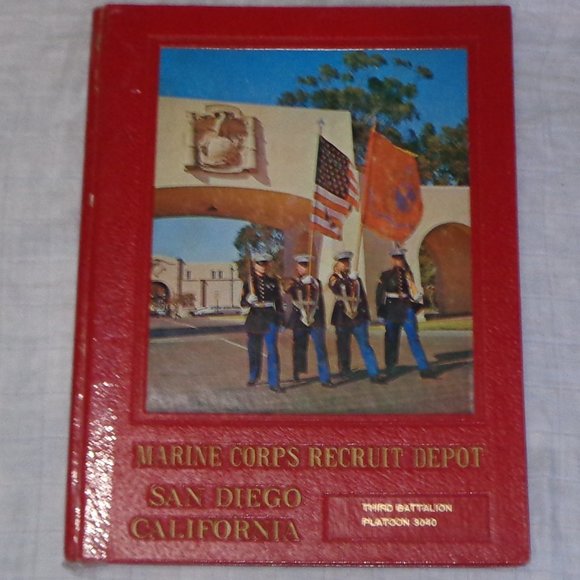 MARINE CORPS RECRUIT DEPOT
SAN DIEGO
CALIFORNIA
THIRD BATTALION
PLATOON 3040